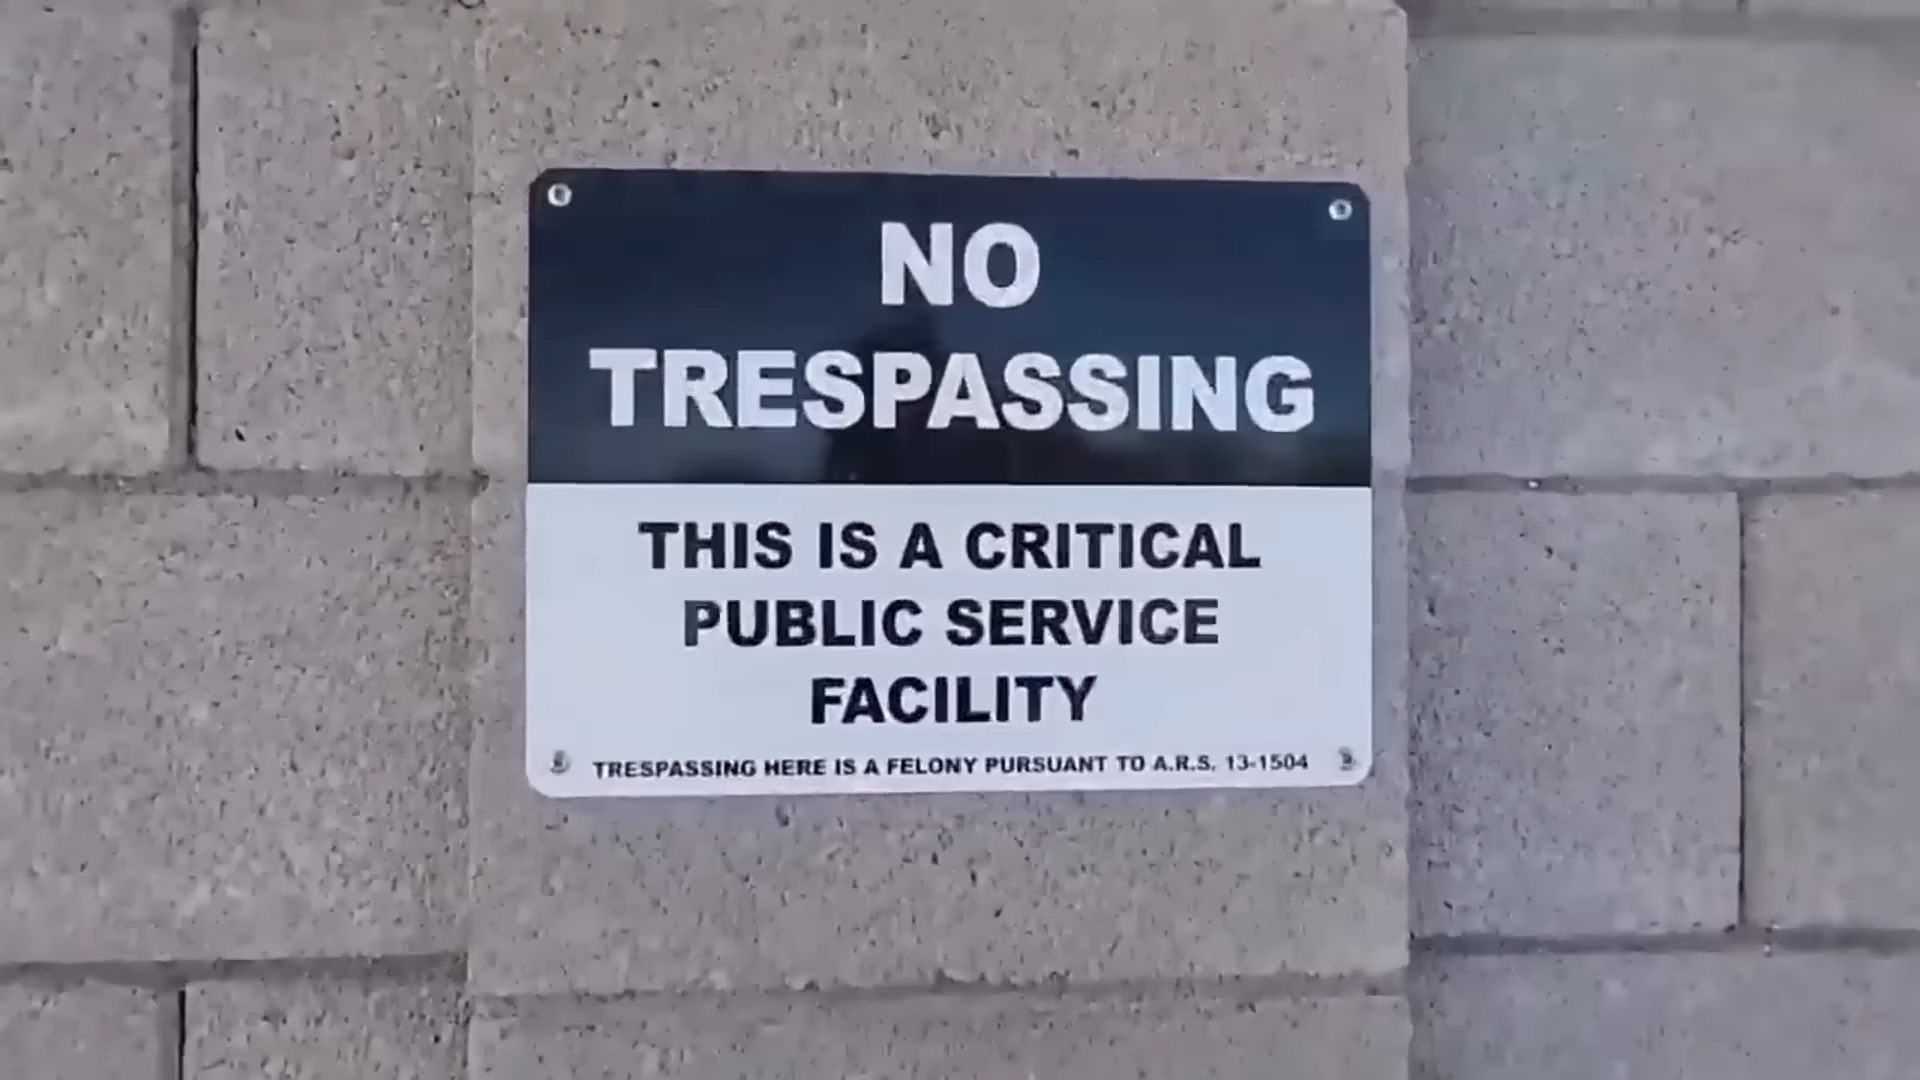 NO
TRESPASSING
THIS IS A CRITICAL
PUBLIC SERVICE
FACILITY
TRESPASSING HERE IS A FELONY PURSUANT TO A.R.S. 13-1504